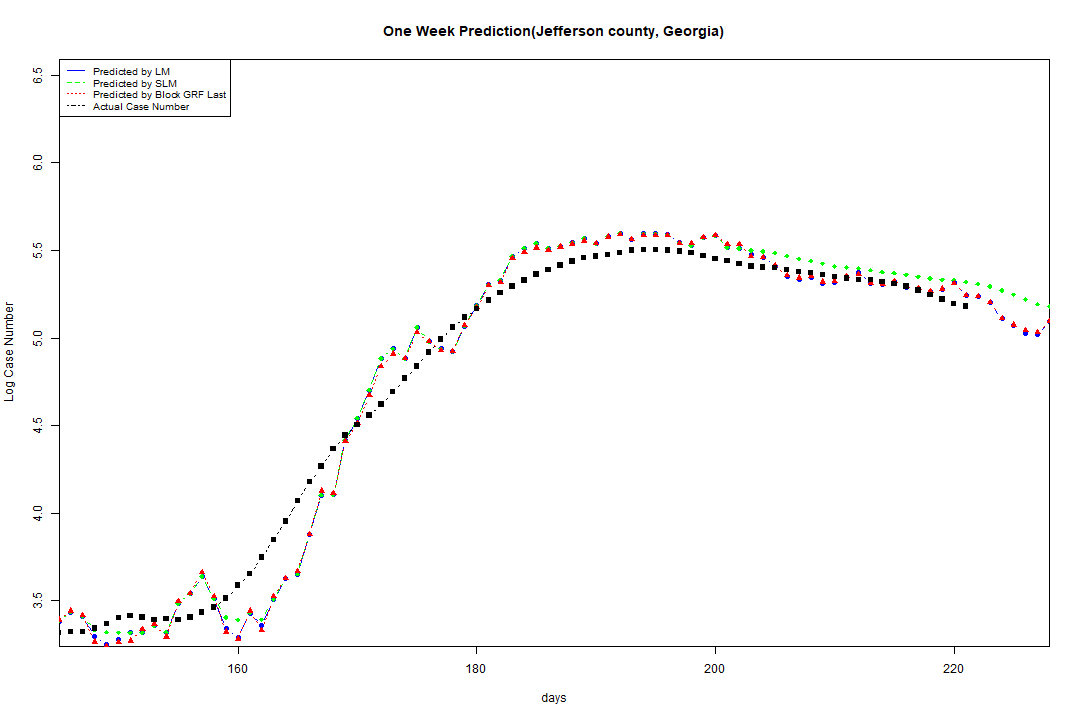 One Week Prediction(Jefferson county, Georgia)
Predicted by LM
Predicted by SLM
Predicted by Block GRF Last
Actual Case Number
6.5
6.0
5.5
5.0
4.5
4.0
3.5
Log Case Number
160 180 200 220
days